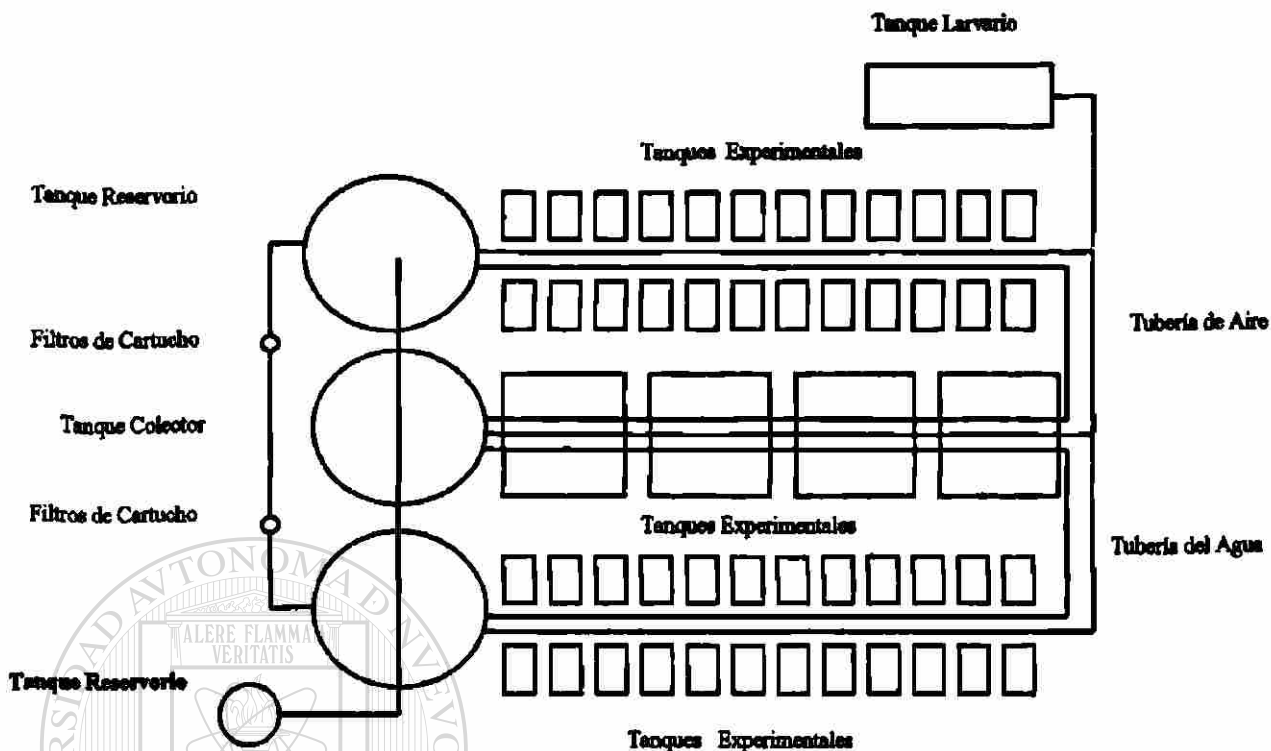 Tanque Larvario
Tanques Experimentales
Tanque Reservorio
Tubería de Aire
Filtros de Cartucho
Tanque Colector
Filtros de Cartucho
Tanques Experimentales
Tubería del Agua
ALERE FLAMMAM
VERITATIS
Tanque Reservorio
Tanques Experimentales